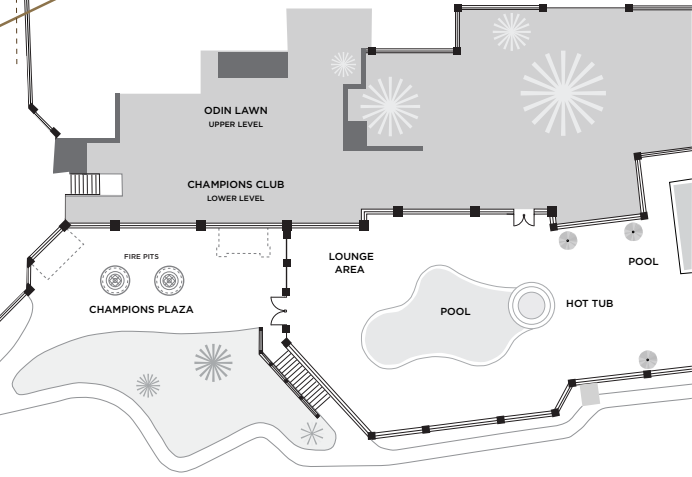 ODIN LAWN
UPPER LEVEL
CHAMPIONS CLUB
LOWER LEVEL
FIRE PITS
CHAMPIONS PLAZA
LOUNGE
AREA
POOL
HOT TUB
POOL